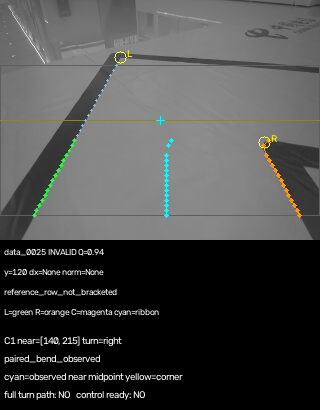 L
R
data_0025 INVALID Q=0.94
y=120 dx=None norm=None
reference_row_not_bracketed
L=green R=orange C=magenta cyan=ribbon
C1 near=[140, 215] turn=right
paired_bend_observed
cyan=observed near midpoint yellow=corner
full turn path: NO control ready: NO